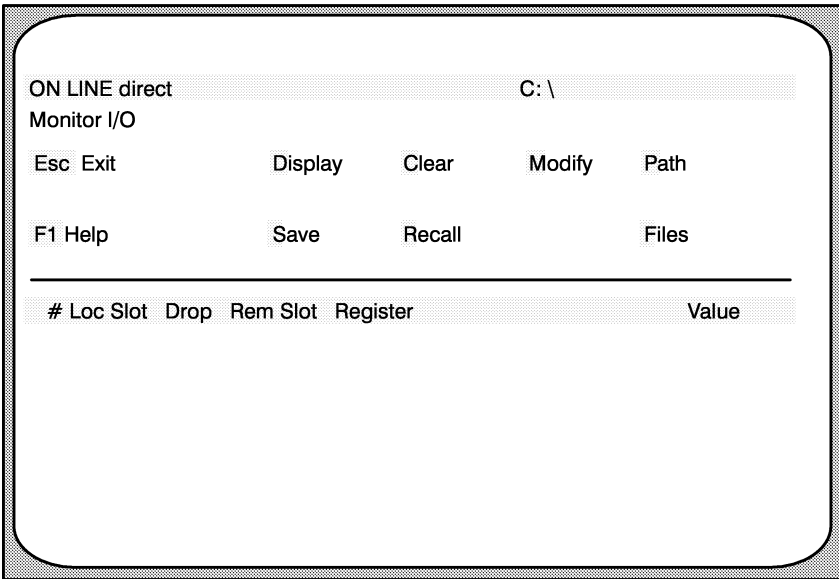 ON LINE direct C: \
Monitor I/O
Esc Exit Display Clear Modify Path
F1 Help Save Recall Files
# Loc Slot Drop Rem Slot Register Value